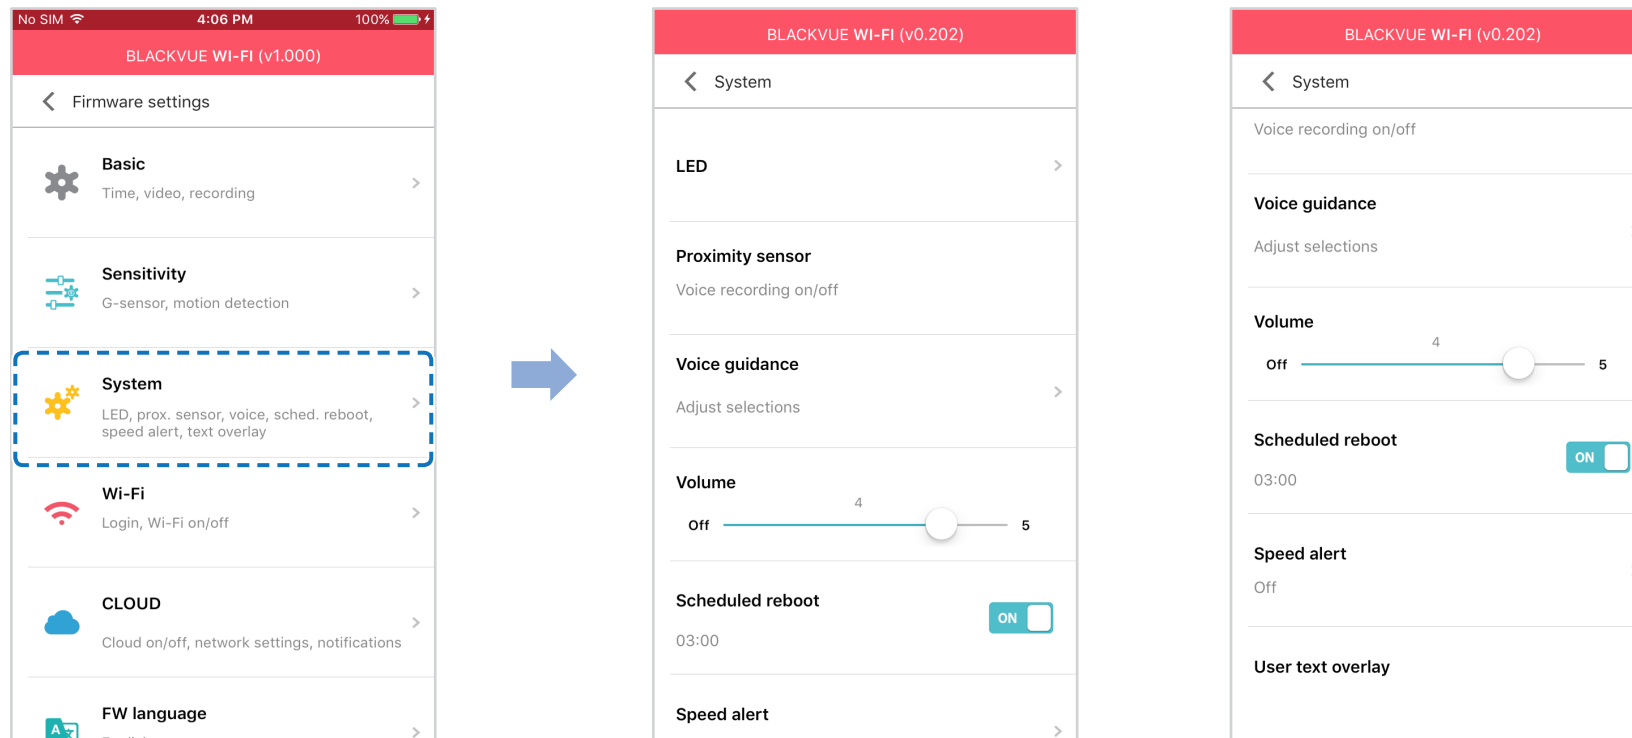 No SIM 4:06 PM 100%
BLACKVUE WI-FI (v1.000)
Firmware settings
Basic
Time, video, recording
Sensitivity
G-sensor, motion detection
System
LED, prox. sensor, voice, sched. reboot,
speed alert, text overlay
Wi-Fi
Login, Wi-Fi on/off
CLOUD
Cloud on/off, network settings, notifications
A
FW language
BLACKVUE WI-FI (v0.202)
System
LED
Proximity sensor
Voice recording on/off
Voice guidance
Adjust selections
Volume
4
Off 5
Scheduled reboot
ON
03:00
Speed alert
BLACKVUE WI-FI (v0.202)
System
Voice recording on/off
Voice guidance
Adjust selections
Volume
4
Off 5
Scheduled reboot
ON
03:00
Speed alert
Off
User text overlay